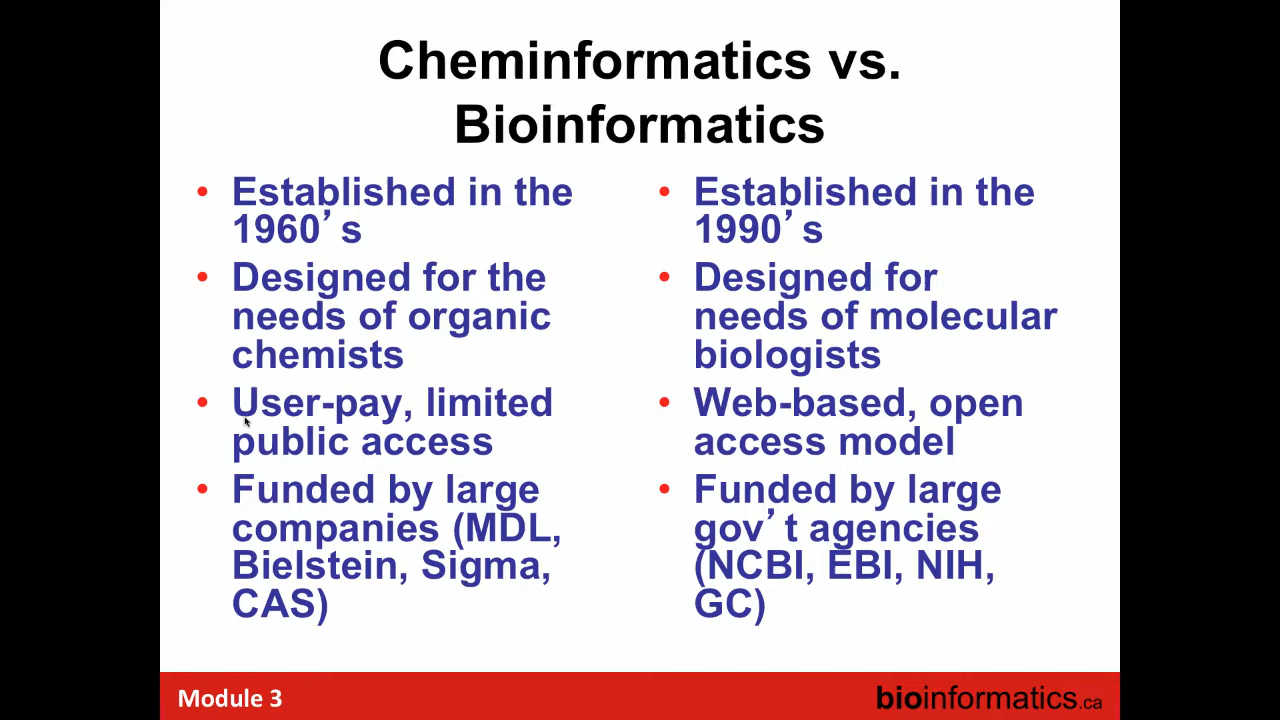 Cheminformatics vs.
Bioinformatics
• Established in the
1960’s
• Designed for the
needs of organic
chemists
• User-pay, limited
public access
• Funded by large
companies (MDL,
Bielstein, Sigma,
CAS)
• Established in the
1990’s
• Designed for
needs of molecular
biologists
• Web-based, open
access model
• Funded by large
gov’t agencies
(NCBI, EBI, NIH,
GC)
Module 3
bioinformatics.ca